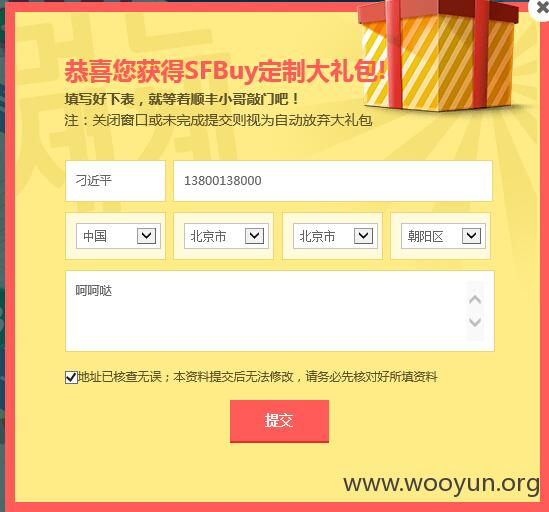 恭喜您获得SFBuy定制大礼包!
填写好下表，就等着顺丰小哥敲门吧！
注：关闭窗口或未完成提交则视为自动放弃大礼包
刁近平 13800138000
中国 北京市 北京市 朝阳区
呵呵哒
地址已核查无误；本资料提交后无法修改，请务必先核对好所填资料
提交
www.wooyun.org